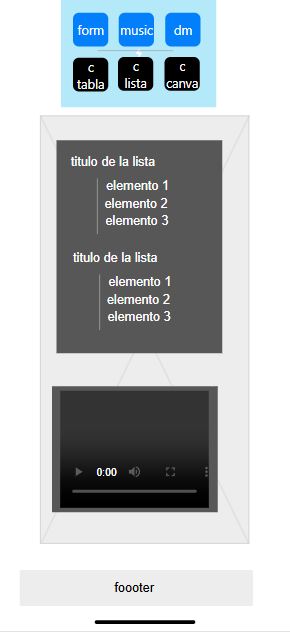 form music dm
c c c
tabla lista canva
titulo de la lista
elemento 1
elemento 2
elemento 3
titulo de la lista
elemento 1
elemento 2
elemento 3
0:00
foooter